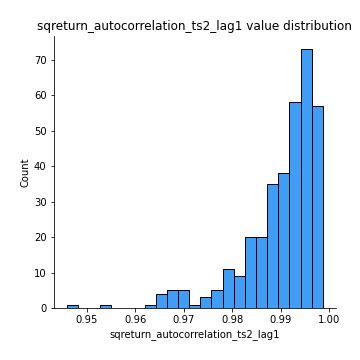 sqreturn_autocorrelation_ts2_lag1 value distribution
70
60
50
40
30
20
10
0
Count
0.95 0.96 0.97 0.98 0.99 1.00
sqreturn_autocorrelation_ts2_lag1